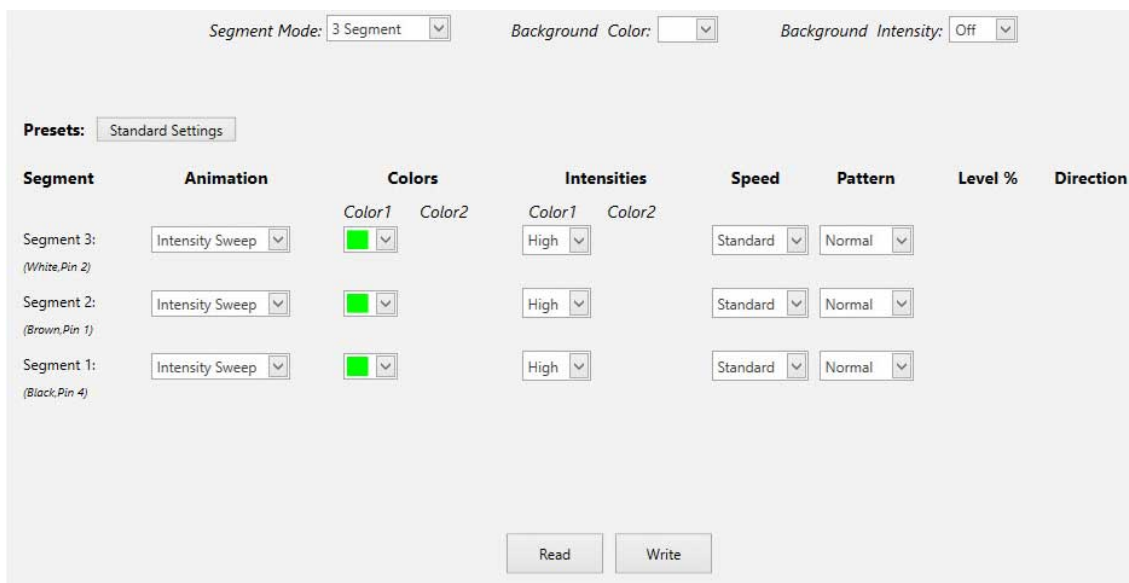 Segment Mode: 3 Segment Background Color: Background Intensity: Off
Presets: Standard Settings
Segment Animation Colors Intensities Speed Pattern Level % Direction
Color1 Color2 Color1 Color2
Segment 3: Intensity Sweep High Standard Normal
(White,Pin 2)
Segment 2: Intensity Sweep High Standard Normal
(Brown,Pin 1)
Segment 1: Intensity Sweep High Standard Normal
(Black,Pin 4)
Read Write